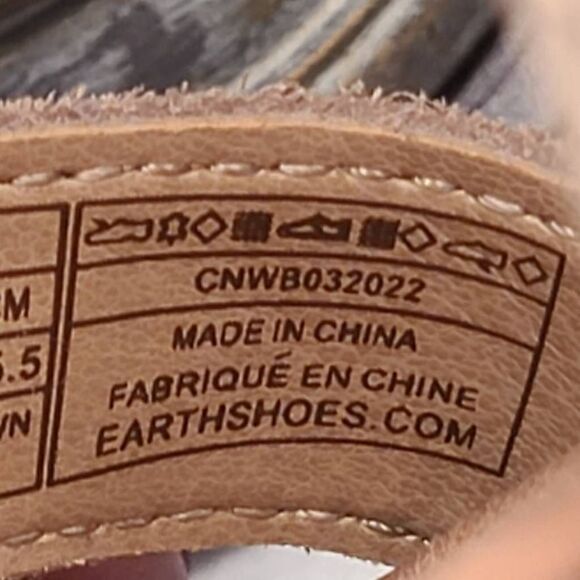 CNWB032022
MADE IN CHINA
FABRIQUÉ EN CHINE
EARTHSHOES.COM